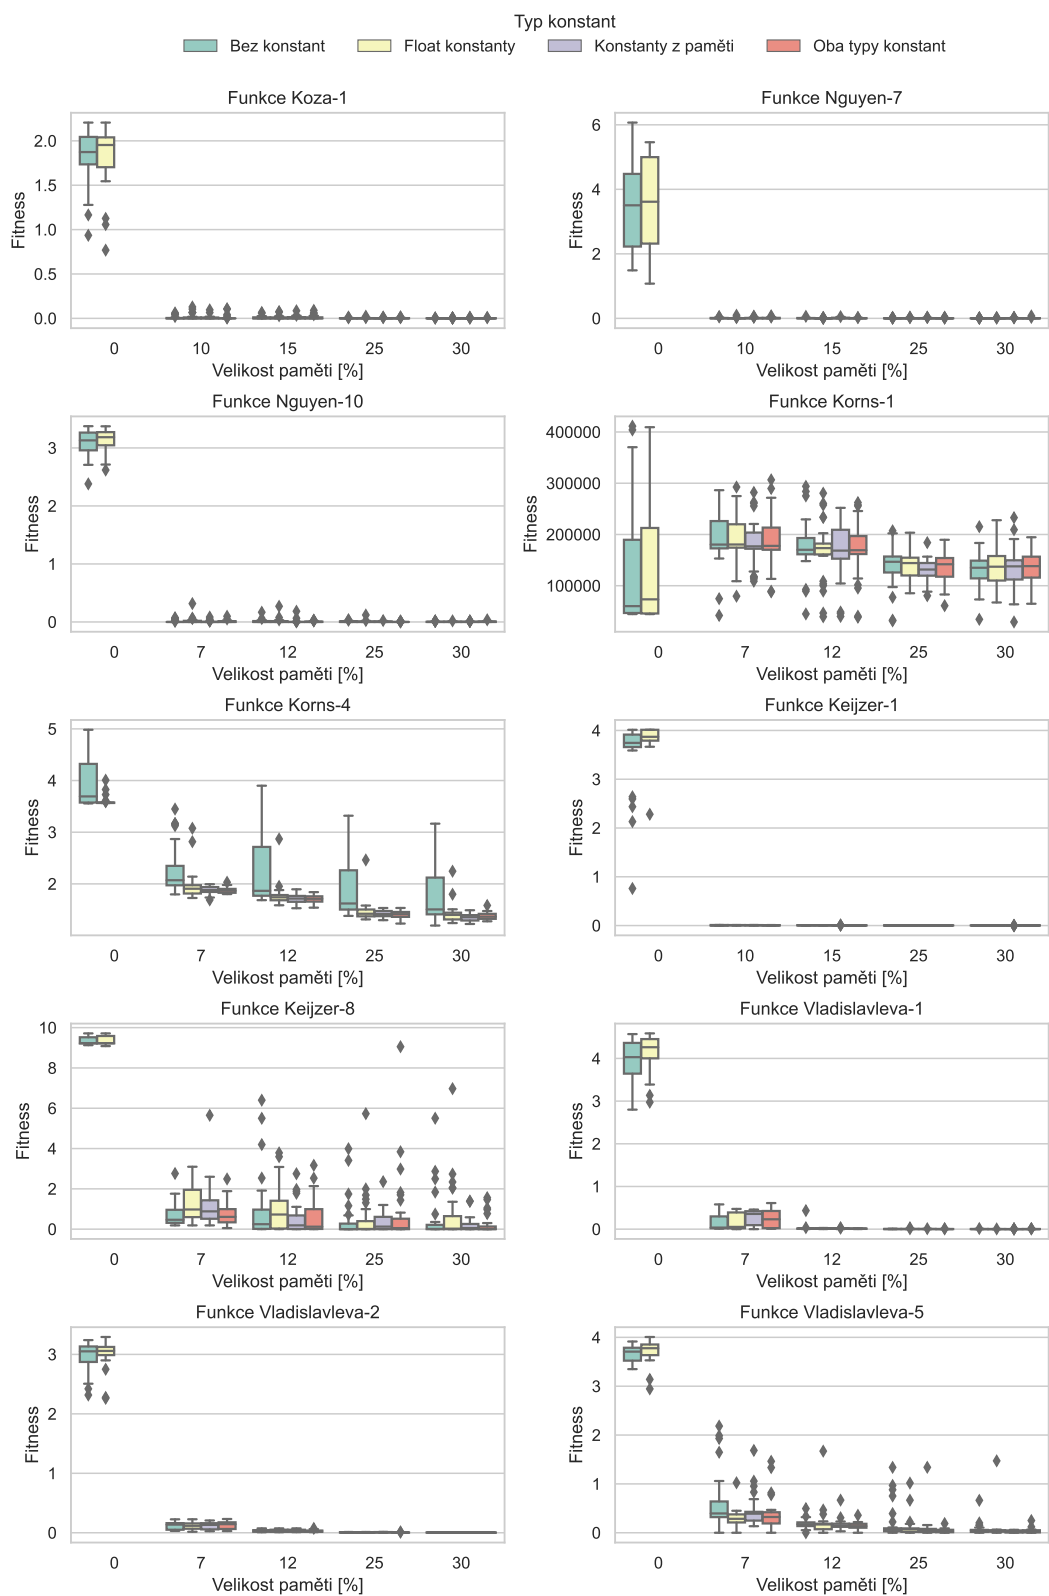 Typ konstant
Bez konstant Float konstanty Konstanty z paměti Oba typy konstant
Funkce Koza-1
Fitness
2.0
1.5
1.0
0.5
0.0
0 10 15 25 30
Velikost paměti [%]
Funkce Nguyen-7
Fitness
6
4
2
0
0 10 15 25 30
Velikost paměti [%]
Funkce Nguyen-10
Fitness
3
2
1
0
0 7 12 25 30
Velikost paměti [%]
Funkce Korns-1
Fitness
400000
300000
200000
100000
0 7 12 25 30
Velikost paměti [%]
Funkce Korns-4
Fitness
5
4
3
2
0 7 12 25 30
Velikost paměti [%]
Funkce Keijzer-1
Fitness
4
3
2
1
0
0 10 15 25 30
Velikost paměti [%]
Funkce Keijzer-8
Fitness
10
8
6
4
2
0
0 7 12 25 30
Velikost paměti [%]
Funkce Vladislavleva-1
Fitness
4
3
2
1
0
0 7 12 25 30
Velikost paměti [%]
Funkce Vladislavleva-2
Fitness
3
2
1
0
0 7 12 25 30
Velikost paměti [%]
Funkce Vladislavleva-5
Fitness
4
3
2
1
0
0 7 12 25 30
Velikost paměti [%]